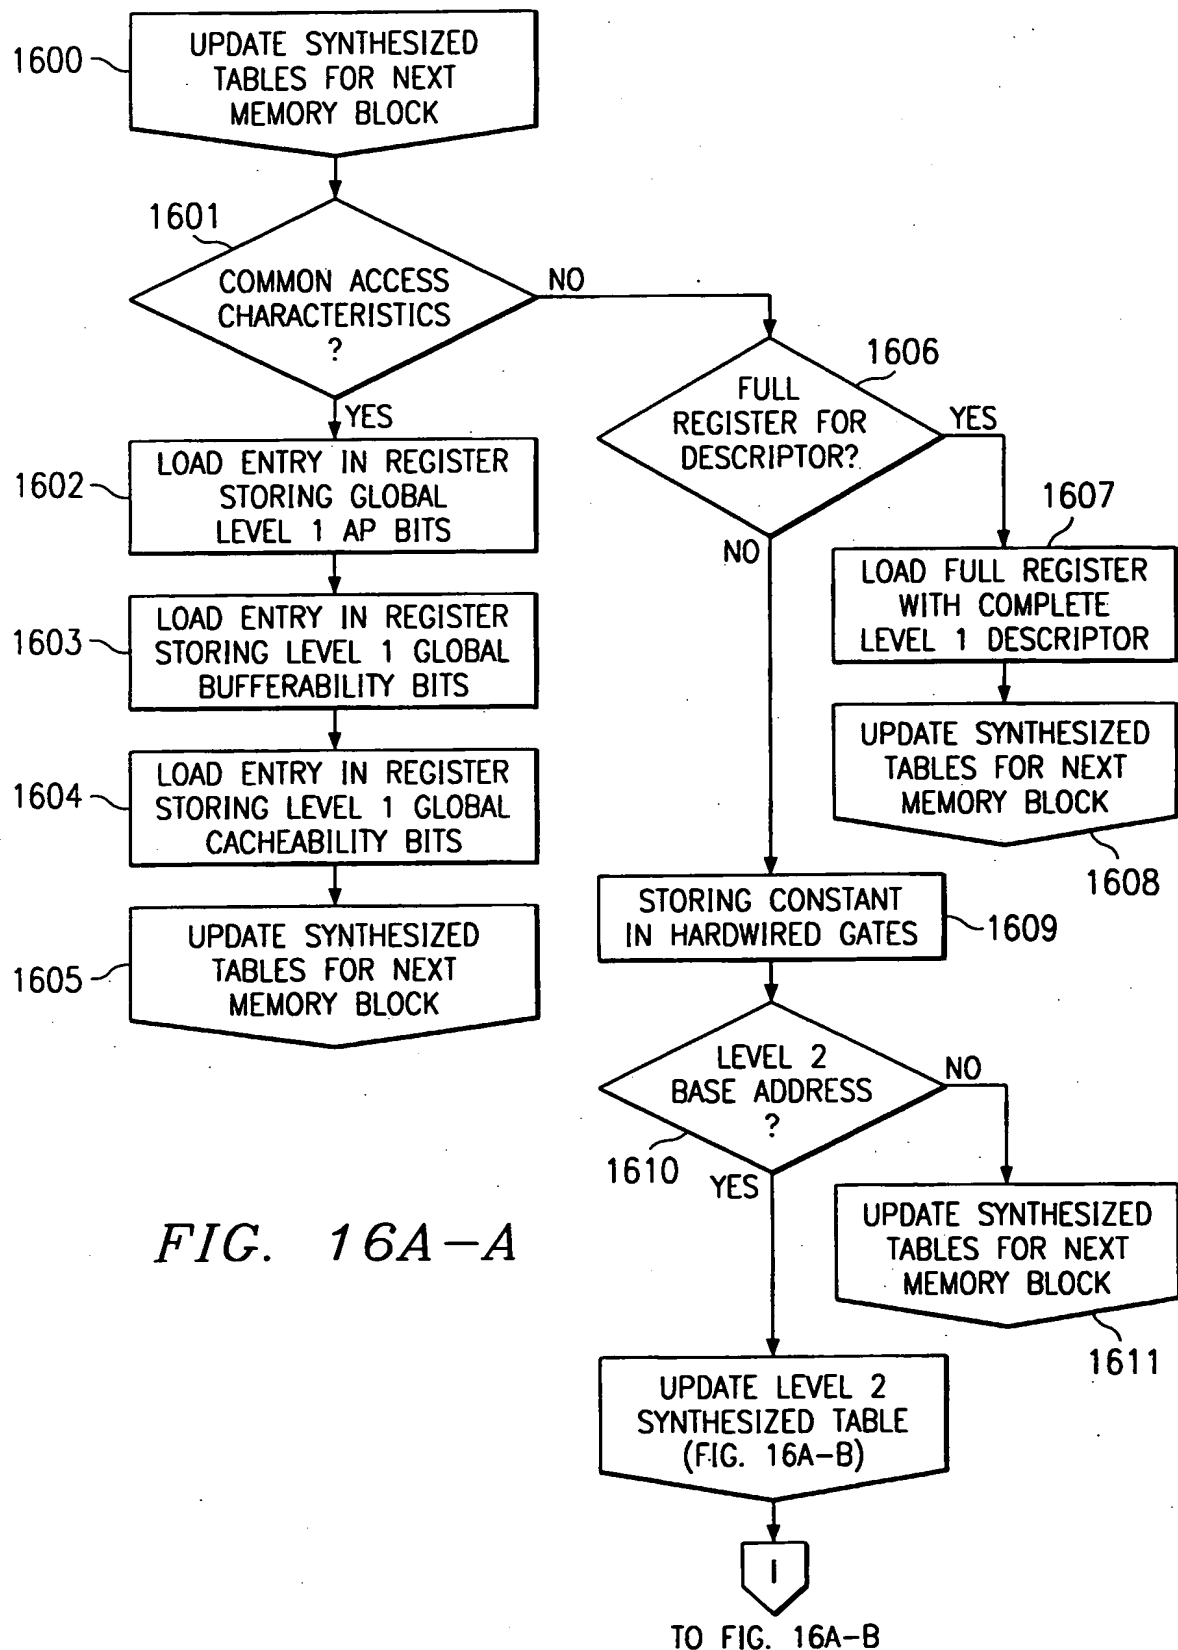 1600
UPDATE SYNTHESIZED
TABLES FOR NEXT
MEMORY BLOCK
1601
COMMON ACCESS
CHARACTERISTICS
?
NO
YES
1602
LOAD ENTRY IN REGISTER
STORING GLOBAL
LEVEL 1 AP BITS
1603
LOAD ENTRY IN REGISTER
STORING LEVEL 1 GLOBAL
BUFFERABILITY BITS
1604
LOAD ENTRY IN REGISTER
STORING LEVEL 1 GLOBAL
CACHEABILITY BITS
1605
UPDATE SYNTHESIZED
TABLES FOR NEXT
MEMORY BLOCK
1606
FULL
REGISTER FOR
DESCRIPTOR?
YES
NO
1607
LOAD FULL REGISTER
WITH COMPLETE
LEVEL 1 DESCRIPTOR
UPDATE SYNTHESIZED
TABLES FOR NEXT
MEMORY BLOCK
1608
STORING CONSTANT
IN HARDWIRED GATES
1609
LEVEL 2
BASE ADDRESS
?
NO
1610
YES
UPDATE SYNTHESIZED
TABLES FOR NEXT
MEMORY BLOCK
1611
UPDATE LEVEL 2
SYNTHESIZED TABLE
(FIG. 16A-B)
I
TO FIG. 16A-B
FIG. 16A-A